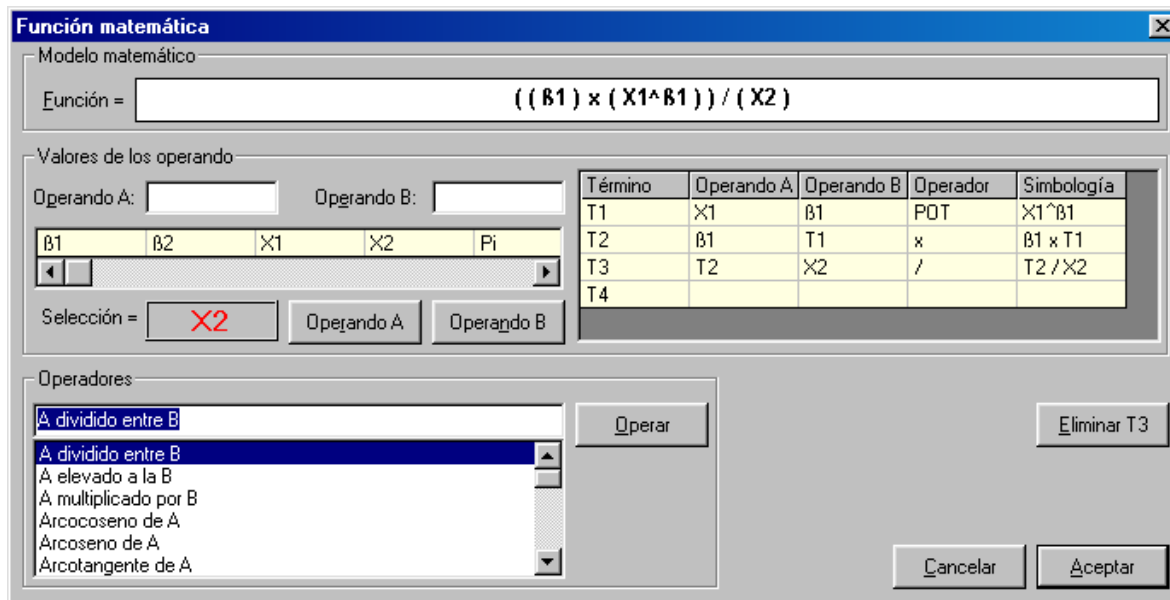 Función matemática
Modelo matemático
Función =
( ( ß1 ) x ( X1^ß1 ) ) / ( X2 )
Valores de los operando
Operando A:
Operando B:
ß1 ß2 X1 X2 Pi
Selección = X2
Operando A
Operando B
Término Operando A Operando B Operador Simbología
T1 X1 ß1 POT X1^ß1
T2 ß1 T1 x ß1 x T1
T3 T2 X2 / T2 / X2
T4
Operadores
A dividido entre B
Operar
Eliminar T3
A dividido entre B
A elevado a la B
A multiplicado por B
Arcocoseno de A
Arcoseno de A
Arcotangente de A
Cancelar
Aceptar